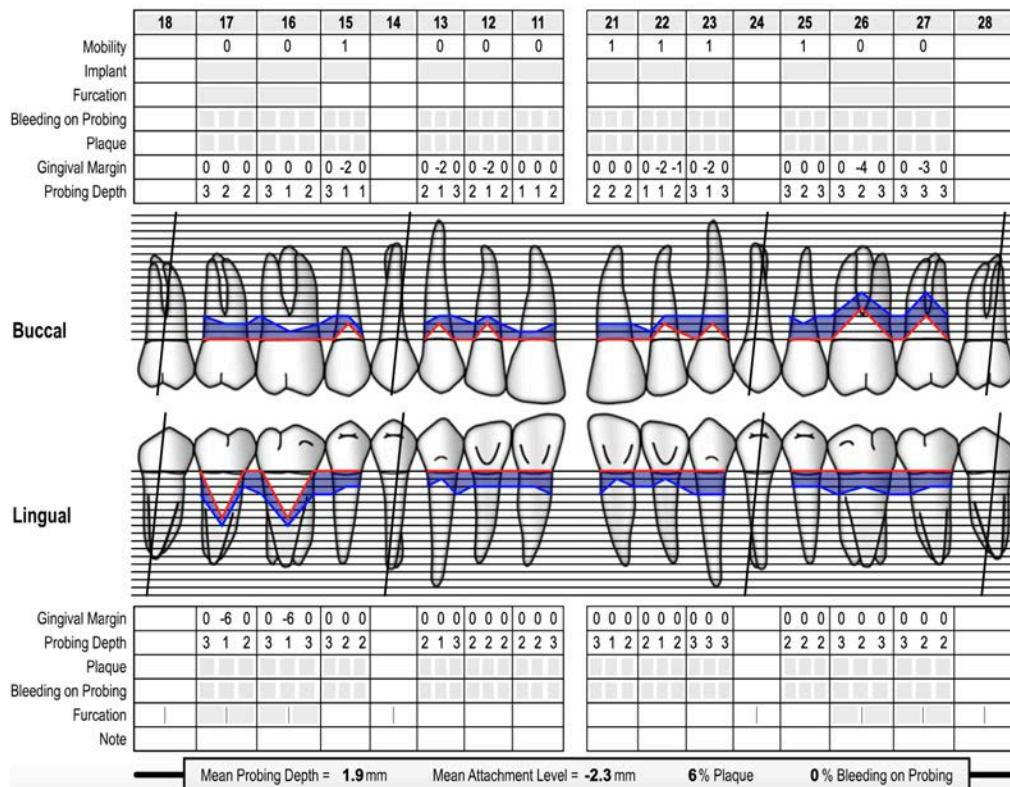 18 17 16 15 14 13 12 11 21 22 23 24 25 26 27 28
Mobility 0 0 1 0 0 0 1 1 1 1 0 0
Implant
Furcation
Bleeding on Probing
Plaque
Gingival Margin 0 0 0 0 0 0 0 -2 0 0 -2 0 0 -2 0 0 0 0 0 0 0 0 -2 -1 0 -2 0 0 0 0 0 -4 0 0 -3 0
Probing Depth 3 2 2 3 1 2 3 1 1 2 1 3 2 1 2 1 1 2 2 2 2 1 1 2 3 1 3 3 2 3 3 2 3 3 3 3
Buccal
Lingual
Gingival Margin 0 -6 0 0 -6 0 0 0 0 0 0 0 0 0 0 0 0 0 0 0 0 0 0 0 0 0 0 0 0 0 0 0 0 0 0 0
Probing Depth 3 1 2 3 1 3 3 2 2 2 1 3 2 2 2 2 2 3 3 1 2 2 1 2 3 3 3 2 2 2 3 2 3 3 2 2
Plaque
Bleeding on Probing
Furcation
Note
Mean Probing Depth = 1.9 mm Mean Attachment Level = -2.3 mm 6 % Plaque 0 % Bleeding on Probing